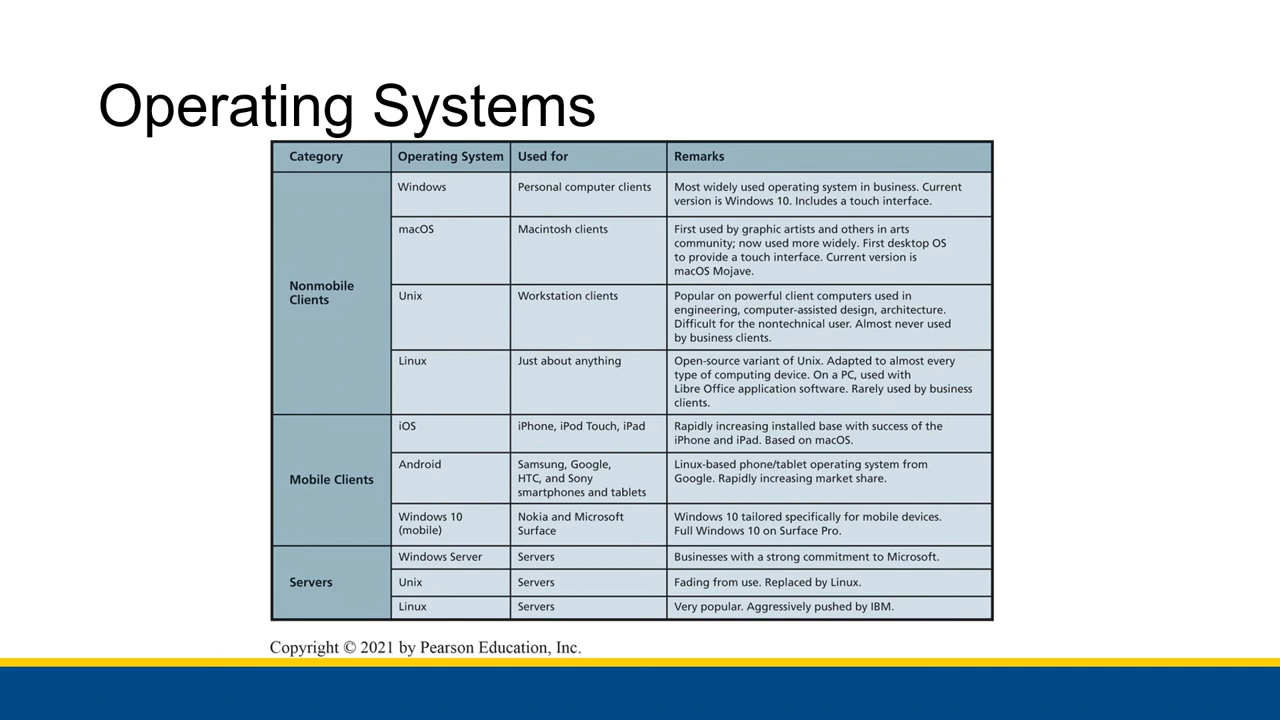 Operating Systems
Category Operating System Used for Remarks
Nonmobile
Clients
Windows Personal computer clients Most widely used operating system in business. Current
version is Windows 10. Includes a touch interface.
macOS Macintosh clients First used by graphic artists and others in arts
community; now used more widely. First desktop OS
to provide a touch interface. Current version is
macOS Mojave.
Unix Workstation clients Popular on powerful client computers used in
engineering, computer-assisted design, architecture.
Difficult for the nontechnical user. Almost never used
by business clients.
Linux Just about anything Open-source variant of Unix. Adapted to almost every
type of computing device. On a PC, used with
Libre Office application software. Rarely used by business
clients.
Mobile Clients
iOS iPhone, iPod Touch, iPad Rapidly increasing installed base with success of the
iPhone and iPad. Based on macOS.
Android Samsung, Google, Linux-based phone/tablet operating system from
HTC, and Sony Google. Rapidly increasing market share.
smartphones and tablets
Windows 10 Nokia and Microsoft Windows 10 tailored specifically for mobile devices.
(mobile) Surface Full Windows 10 on Surface Pro.
Servers
Windows Server Servers Businesses with a strong commitment to Microsoft.
Unix Servers Fading from use. Replaced by Linux.
Linux Servers Very popular. Aggressively pushed by IBM.
Copyright © 2021 by Pearson Education, Inc.